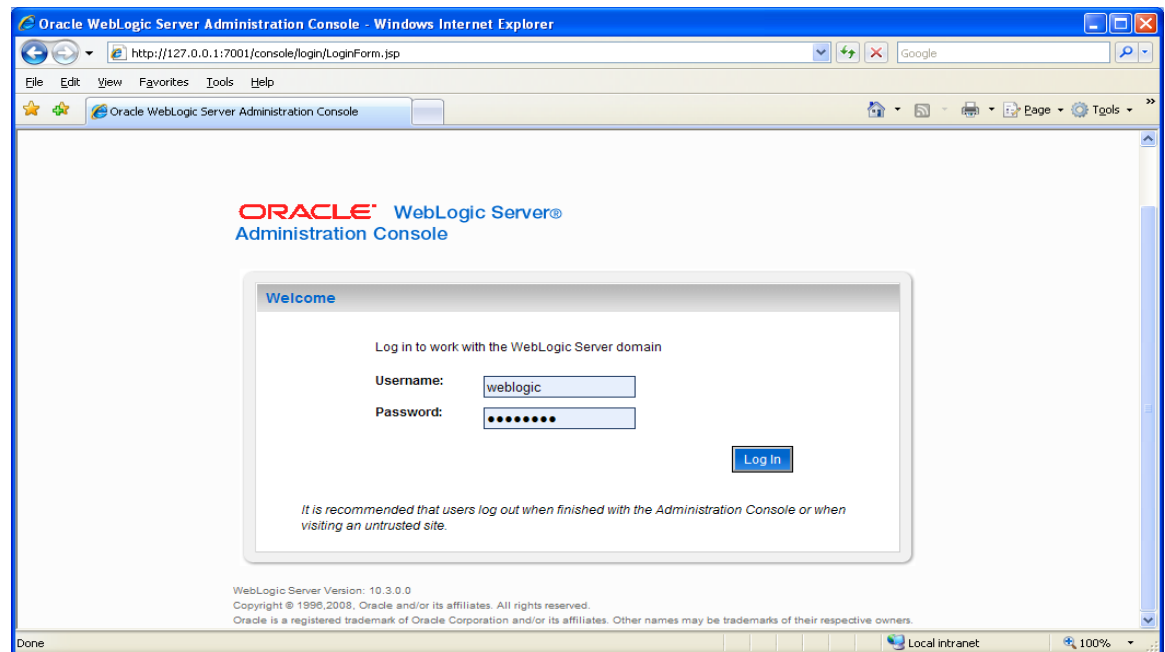 Oracle WebLogic Server Administration Console - Windows Internet Explorer
http://127.0.0.1:7001/console/login/LoginForm.jsp
Google
File Edit View Favorites Tools Help
Oracle WebLogic Server Administration Console
Page Tools »
ORACLE WebLogic Server®
Administration Console
Welcome
Log in to work with the WebLogic Server domain
Username: weblogic
Password: ●●●●●●●●
Log In
It is recommended that users log out when finished with the Administration Console or when
visiting an untrusted site.
WebLogic Server Version: 10.3.0.0
Copyright © 1996,2008, Oracle and/or its affiliates. All rights reserved.
Oracle is a registered trademark of Oracle Corporation and/or its affiliates. Other names may be trademarks of their respective owners.
Done Local intranet 100%